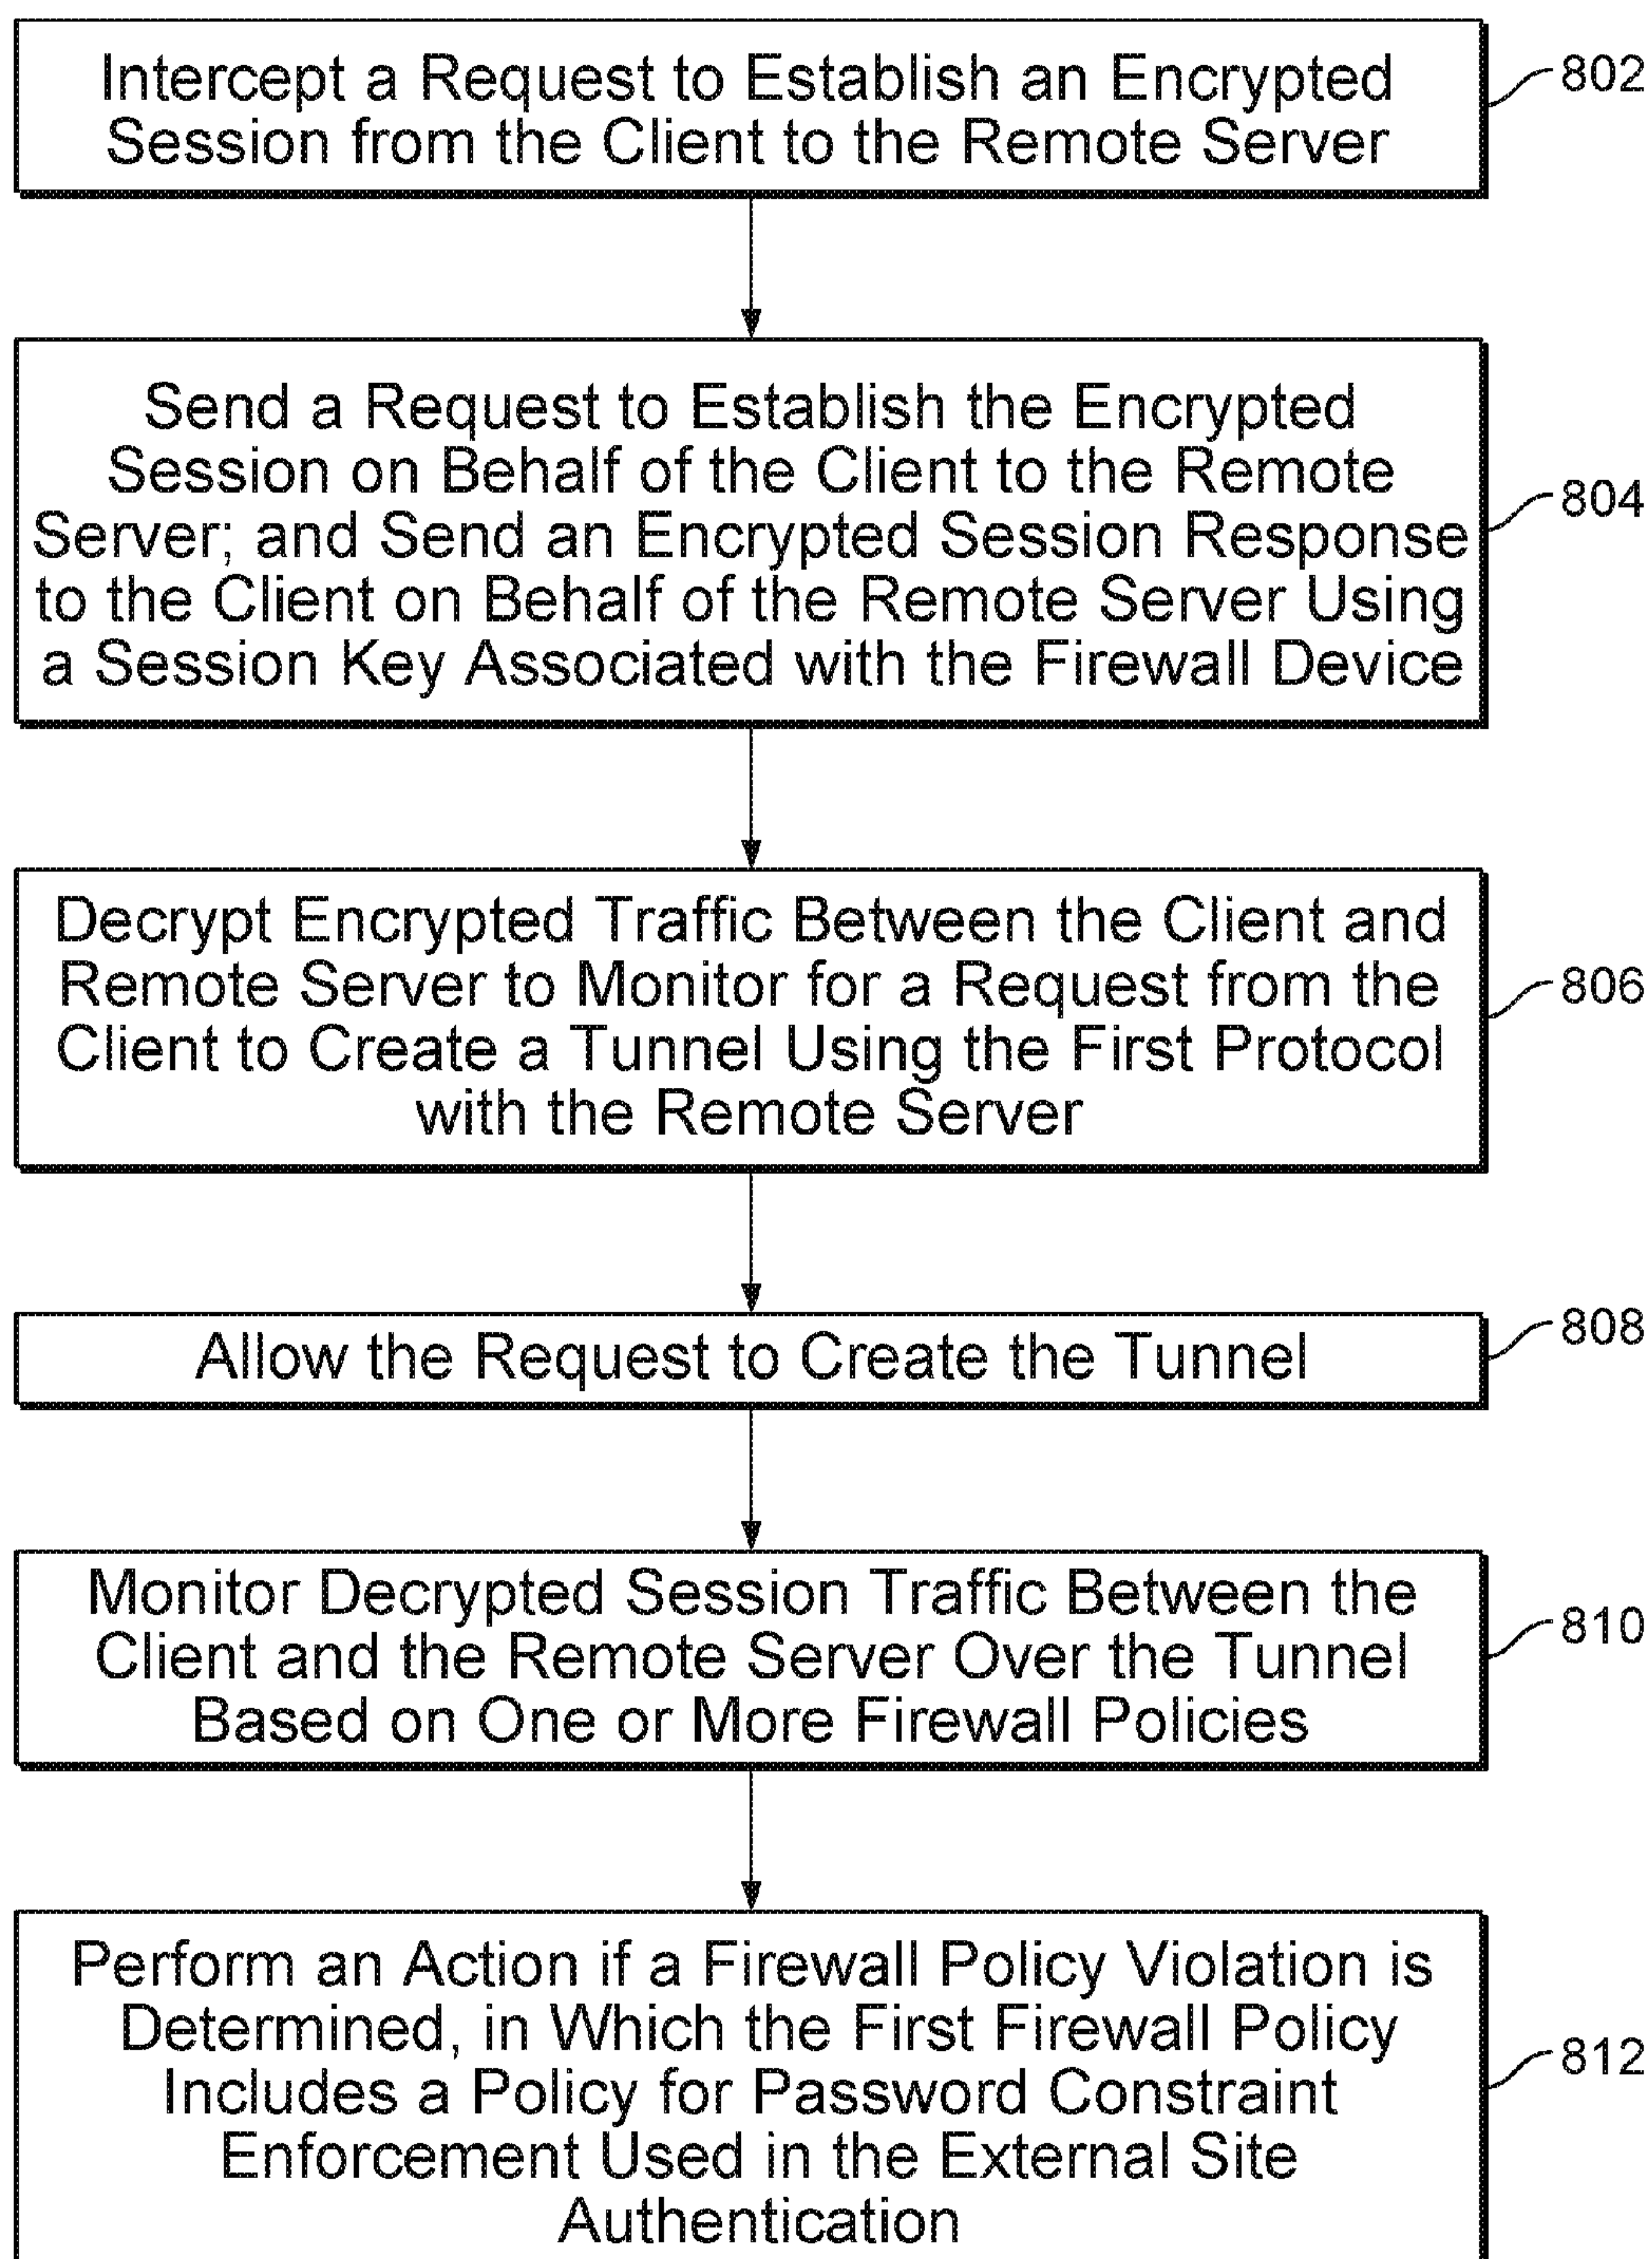 Intercept a Request to Establish an Encrypted
Session from the Client to the Remote Server
802
Send a Request to Establish the Encrypted
Session on Behalf of the Client to the Remote
Server; and Send an Encrypted Session Response
to the Client on Behalf of the Remote Server Using
a Session Key Associated with the Firewall Device
804
Decrypt Encrypted Traffic Between the Client and
Remote Server to Monitor for a Request from the
Client to Create a Tunnel Using the First Protocol
with the Remote Server
806
Allow the Request to Create the Tunnel
808
Monitor Decrypted Session Traffic Between the
Client and the Remote Server Over the Tunnel
Based on One or More Firewall Policies
810
Perform an Action if a Firewall Policy Violation is
Determined, in Which the First Firewall Policy
Includes a Policy for Password Constraint
Enforcement Used in the External Site
Authentication
812